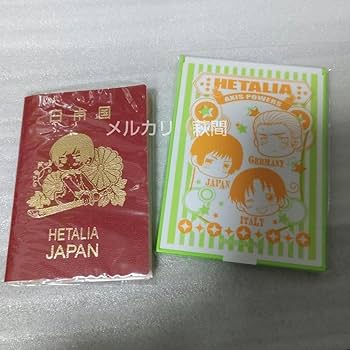 日本国
HETALIA
JAPAN
メルカリ 萩間
HETALIA
AXIS POWERS
GERMANY
JAPAN
ITALY